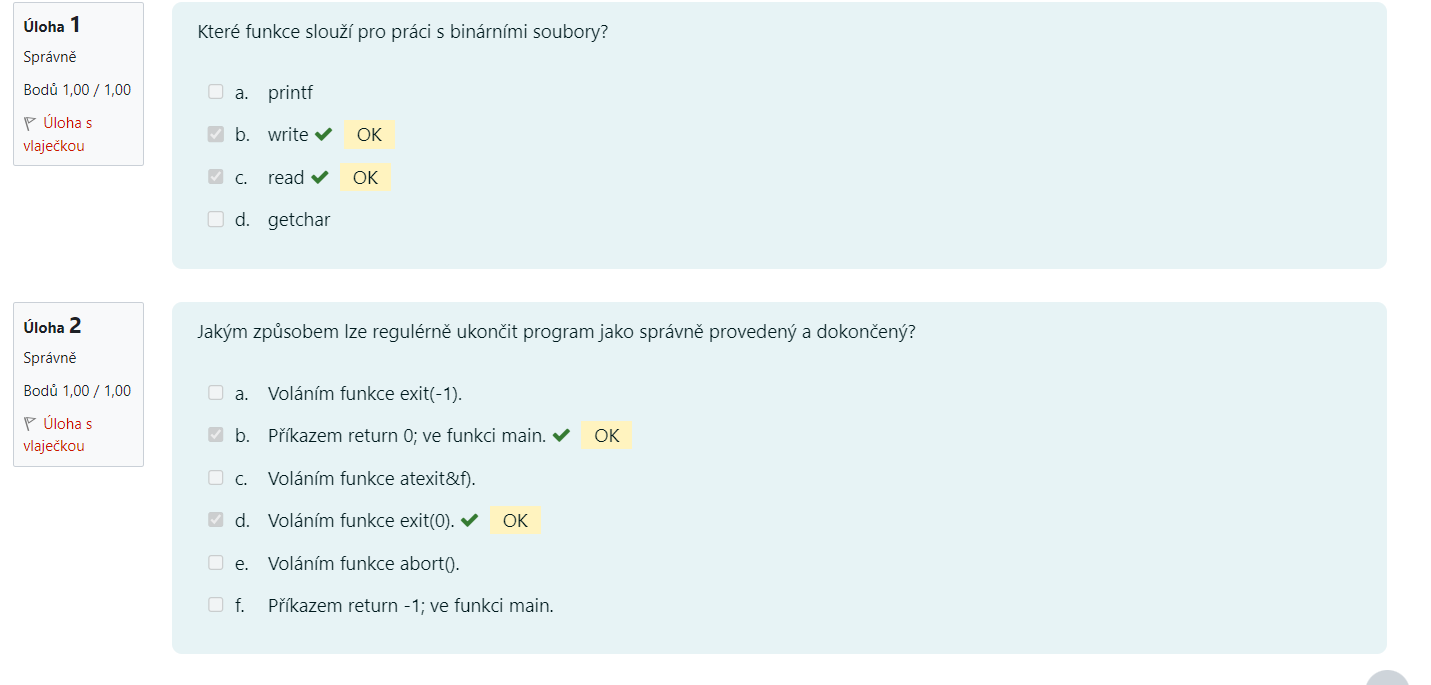 Úloha 1
Správně
Bodů 1,00 / 1,00
Úloha s
vlaječkou
Které funkce slouží pro práci s binárními soubory?
a. printf
b. write OK
c. read OK
d. getchar
Úloha 2
Správně
Bodů 1,00 / 1,00
Úloha s
vlaječkou
Jakým způsobem lze regulérně ukončit program jako správně provedený a dokončený?
a. Voláním funkce exit(-1).
b. Příkazem return 0; ve funkci main. OK
c. Voláním funkce atexit&f).
d. Voláním funkce exit(0). OK
e. Voláním funkce abort().
f. Příkazem return -1; ve funkci main.